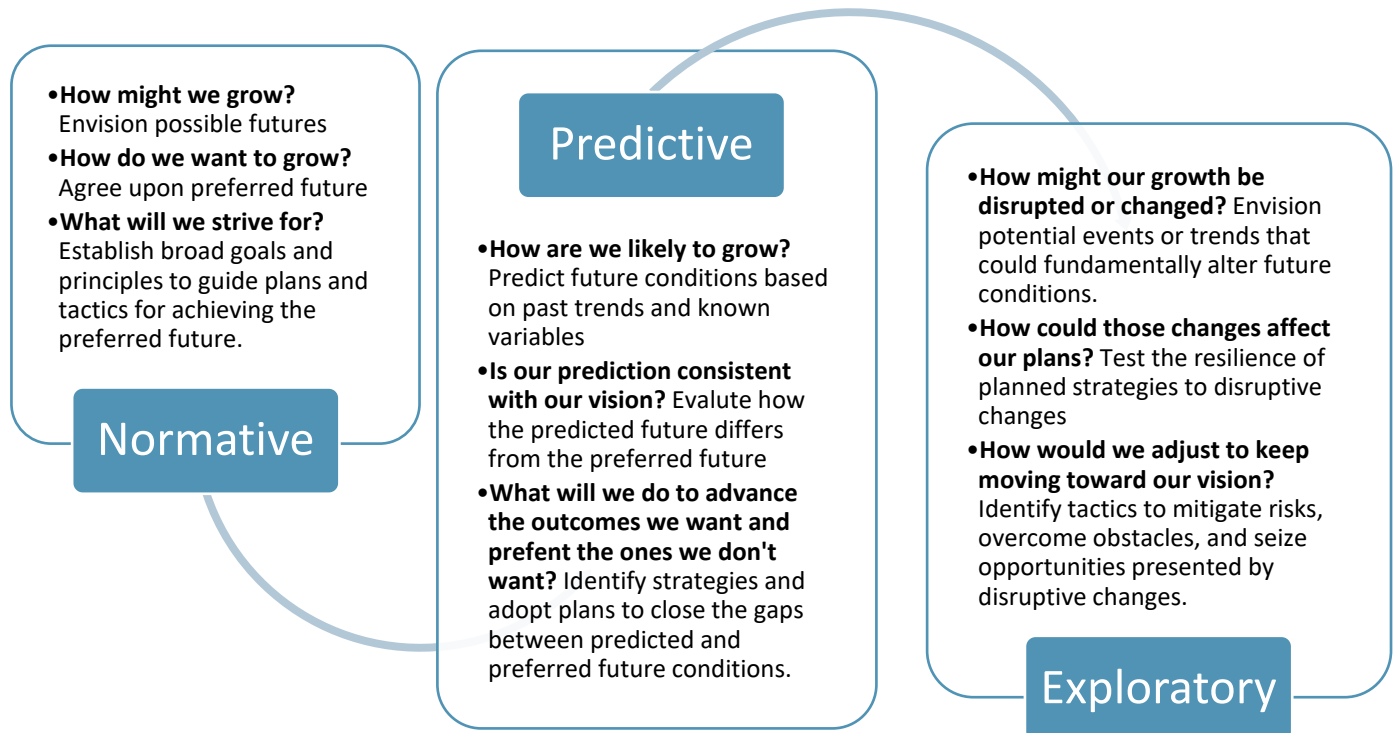 •How might we grow?
Envision possible futures
•How do we want to grow?
Agree upon preferred future
•What will we strive for?
Establish broad goals and
principles to guide plans and
tactics for achieving the
preferred future.
Normative
Predictive
•How are we likely to grow?
Predict future conditions based
on past trends and known
variables
•Is our prediction consistent
with our vision? Evalute how
the predicted future differs
from the preferred future
•What will we do to advance
the outcomes we want and
prefent the ones we don't
want? Identify strategies and
adopt plans to close the gaps
between predicted and
preferred future conditions.
•How might our growth be
disrupted or changed? Envision
potential events or trends that
could fundamentally alter future
conditions.
•How could those changes affect
our plans? Test the resilience of
planned strategies to disruptive
changes
•How would we adjust to keep
moving toward our vision?
Identify tactics to mitigate risks,
overcome obstacles, and seize
opportunities presented by
disruptive changes.
Exploratory